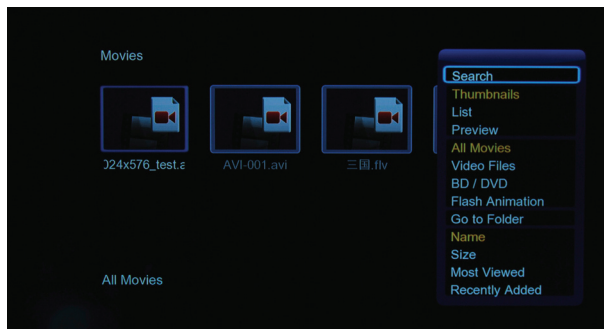 Movies
024x576_test.a
AVI-001.avi
三国.flv
All Movies
Search
Thumbnails
List
Preview
All Movies
Video Files
BD / DVD
Flash Animation
Go to Folder
Name
Size
Most Viewed
Recently Added